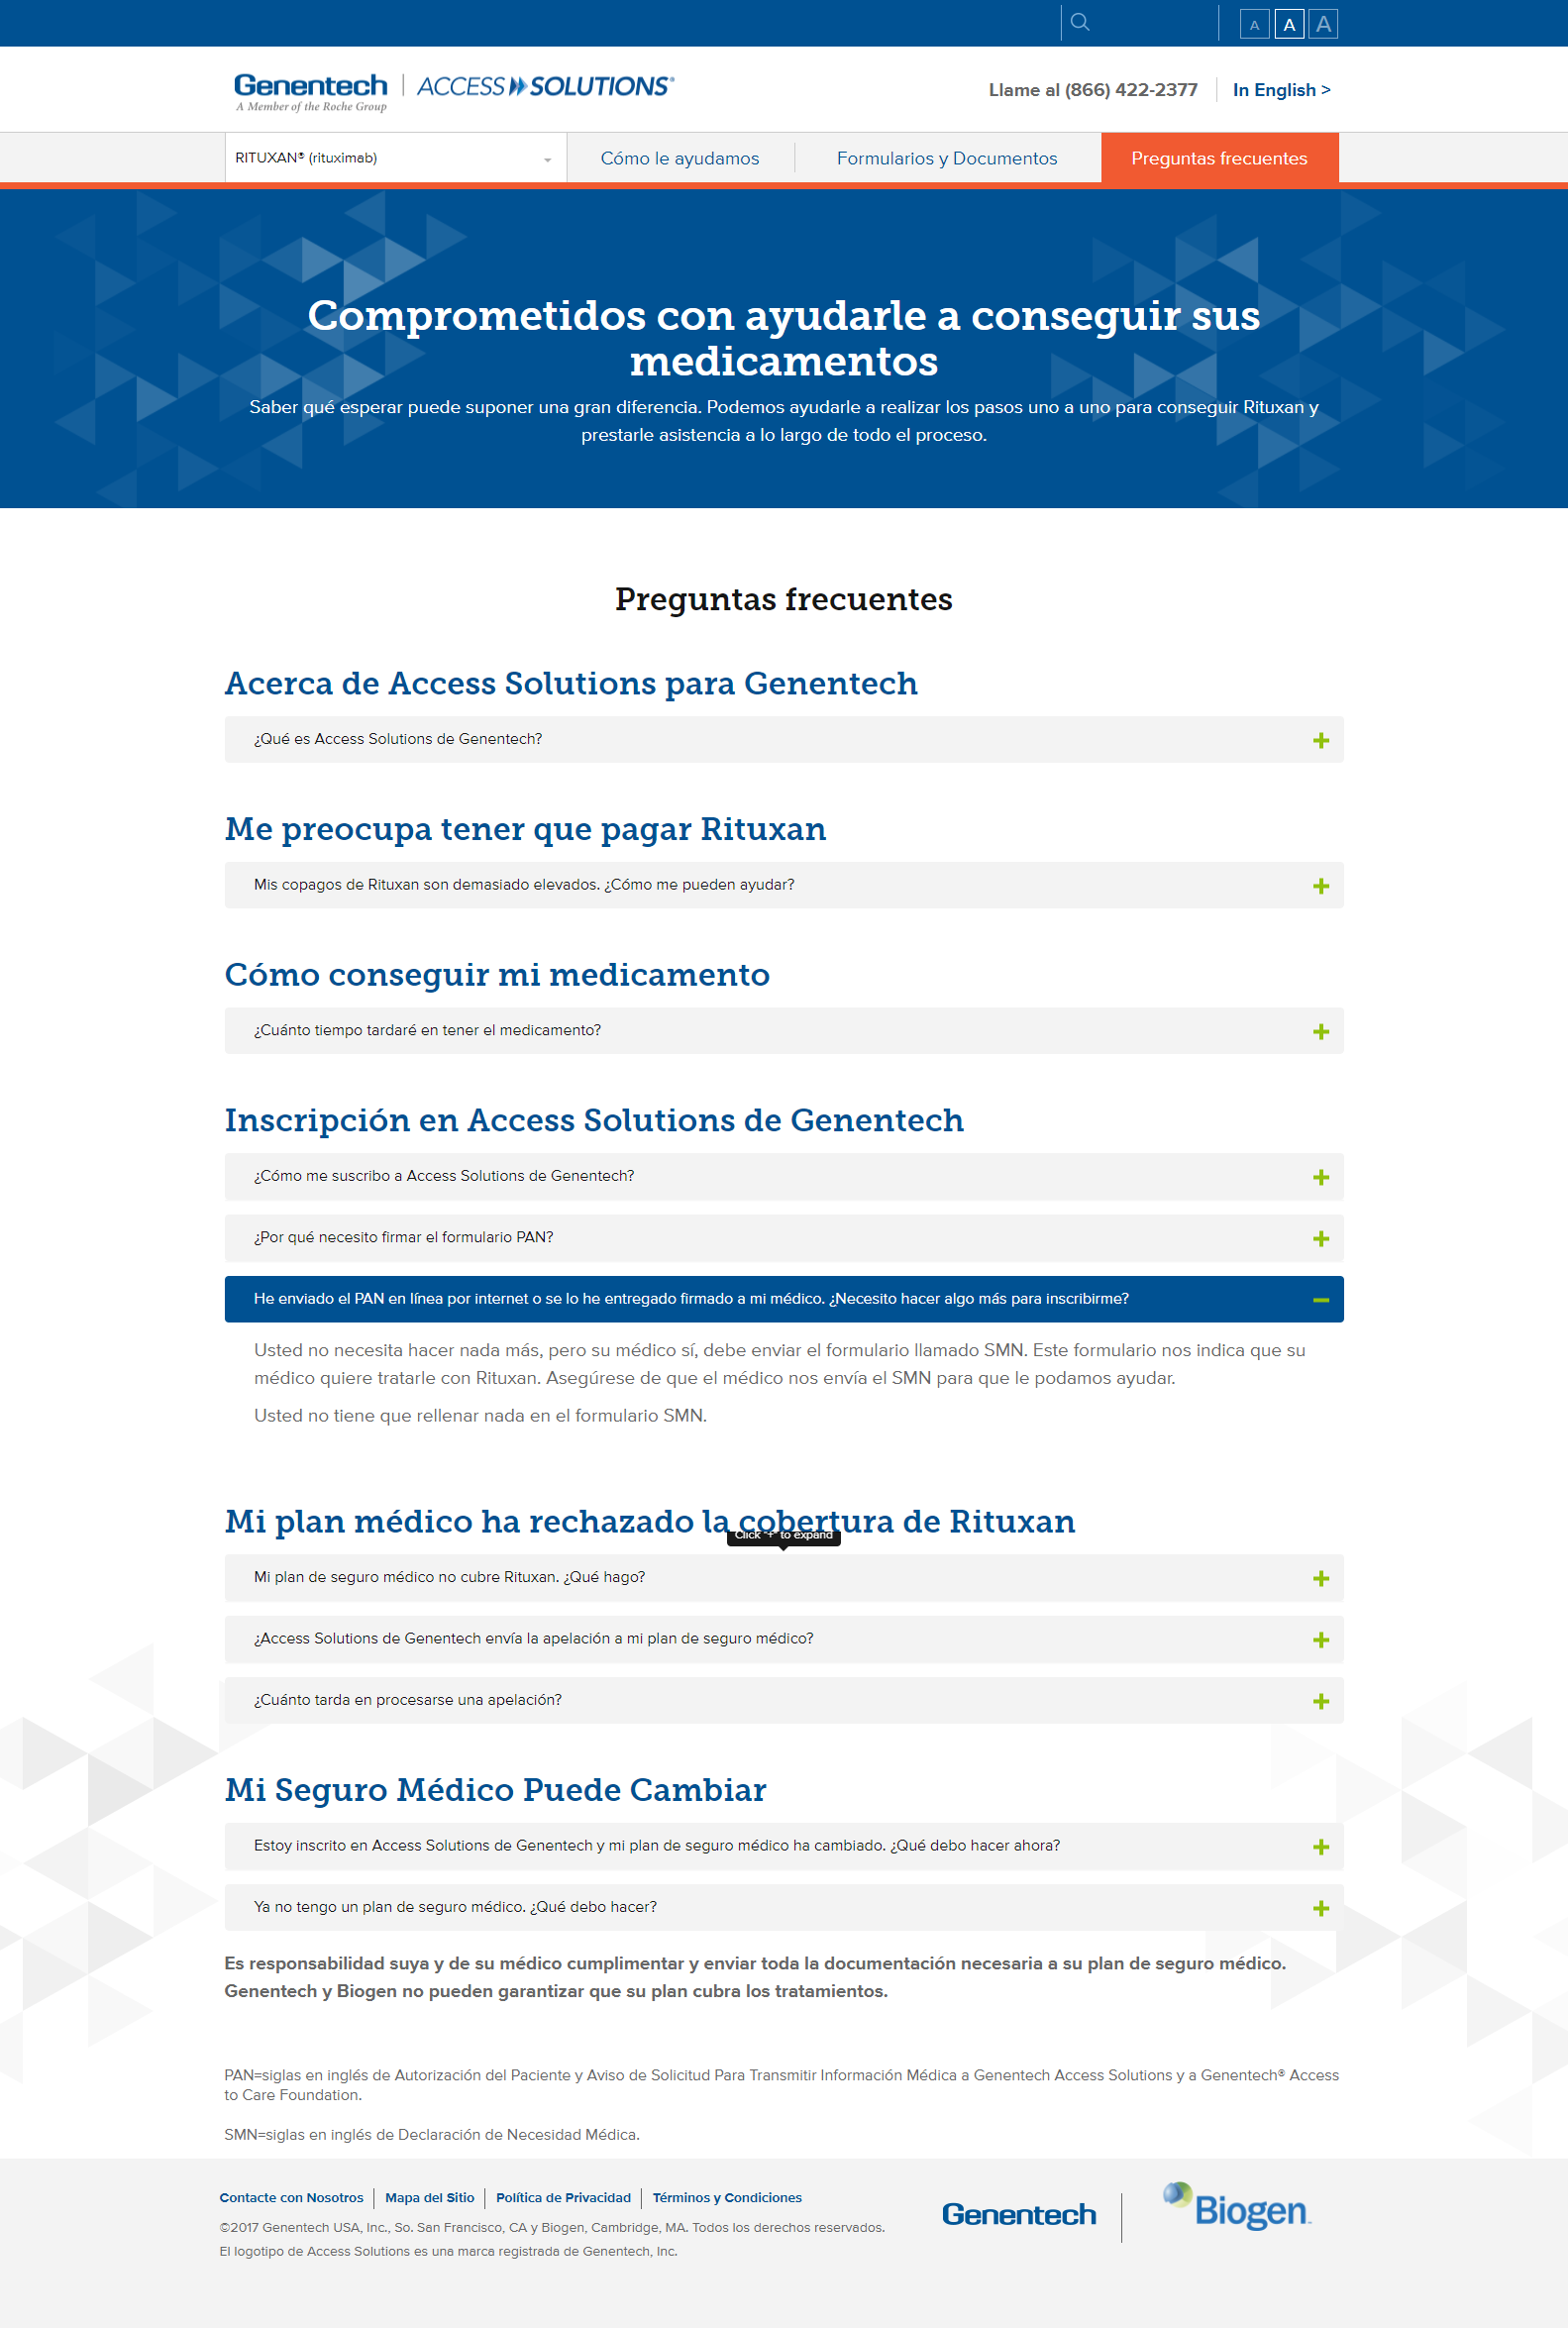 A A A
Genentech ACCESS SOLUTIONS®
A Member of the Roche Group
Llame al (866) 422-2377 In English >
RITUXAN® (rituximab) Cómo le ayudamos Formularios y Documentos Preguntas frecuentes
Comprometidos con ayudarle a conseguir sus
medicamentos
Saber qué esperar puede suponer una gran diferencia. Podemos ayudarle a realizar los pasos uno a uno para conseguir Rituxan y
prestarle asistencia a lo largo de todo el proceso.
Preguntas frecuentes
Acerca de Access Solutions para Genentech
¿Qué es Access Solutions de Genentech?
Me preocupa tener que pagar Rituxan
Mis copagos de Rituxan son demasiado elevados. ¿Cómo me pueden ayudar?
Cómo conseguir mi medicamento
¿Cuánto tiempo tardaré en tener el medicamento?
Inscripción en Access Solutions de Genentech
¿Cómo me suscribo a Access Solutions de Genentech?
¿Por qué necesito firmar el formulario PAN?
He enviado el PAN en línea por internet o se lo he entregado firmado a mi médico. ¿Necesito hacer algo más para inscribirme?
Usted no necesita hacer nada más, pero su médico sí, debe enviar el formulario llamado SMN. Este formulario nos indica que su
médico quiere tratarle con Rituxan. Asegúrese de que el médico nos envía el SMN para que le podamos ayudar.
Usted no tiene que rellenar nada en el formulario SMN.
Mi plan médico ha rechazado la cobertura de Rituxan
Click "+" to expand
Mi plan de seguro médico no cubre Rituxan. ¿Qué hago?
¿Access Solutions de Genentech envía la apelación a mi plan de seguro médico?
¿Cuánto tarda en procesarse una apelación?
Mi Seguro Médico Puede Cambiar
Estoy inscrito en Access Solutions de Genentech y mi plan de seguro médico ha cambiado. ¿Qué debo hacer ahora?
Ya no tengo un plan de seguro médico. ¿Qué debo hacer?
Es responsabilidad suya y de su médico cumplimentar y enviar toda la documentación necesaria a su plan de seguro médico.
Genentech y Biogen no pueden garantizar que su plan cubra los tratamientos.
PAN=siglas en inglés de Autorización del Paciente y Aviso de Solicitud Para Transmitir Información Médica a Genentech Access Solutions y a Genentech® Access
to Care Foundation.
SMN=siglas en inglés de Declaración de Necesidad Médica.
Contacte con Nosotros Mapa del Sitio Política de Privacidad Términos y Condiciones
©2017 Genentech USA, Inc., So. San Francisco, CA y Biogen, Cambridge, MA. Todos los derechos reservados.
El logotipo de Access Solutions es una marca registrada de Genentech, Inc.
Genentech Biogen